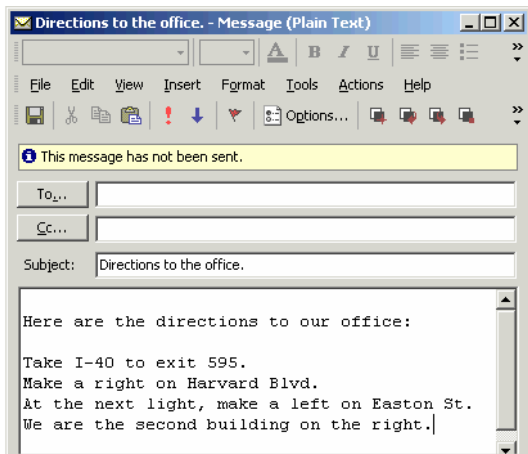 Directions to the office. - Message (Plain Text)
A B I U
File Edit View Insert Format Tools Actions Help
Options...
This message has not been sent.
To...
Cc...
Subject: Directions to the office.
Here are the directions to our office:
Take I-40 to exit 595.
Make a right on Harvard Blvd.
At the next light, make a left on Easton St.
We are the second building on the right.